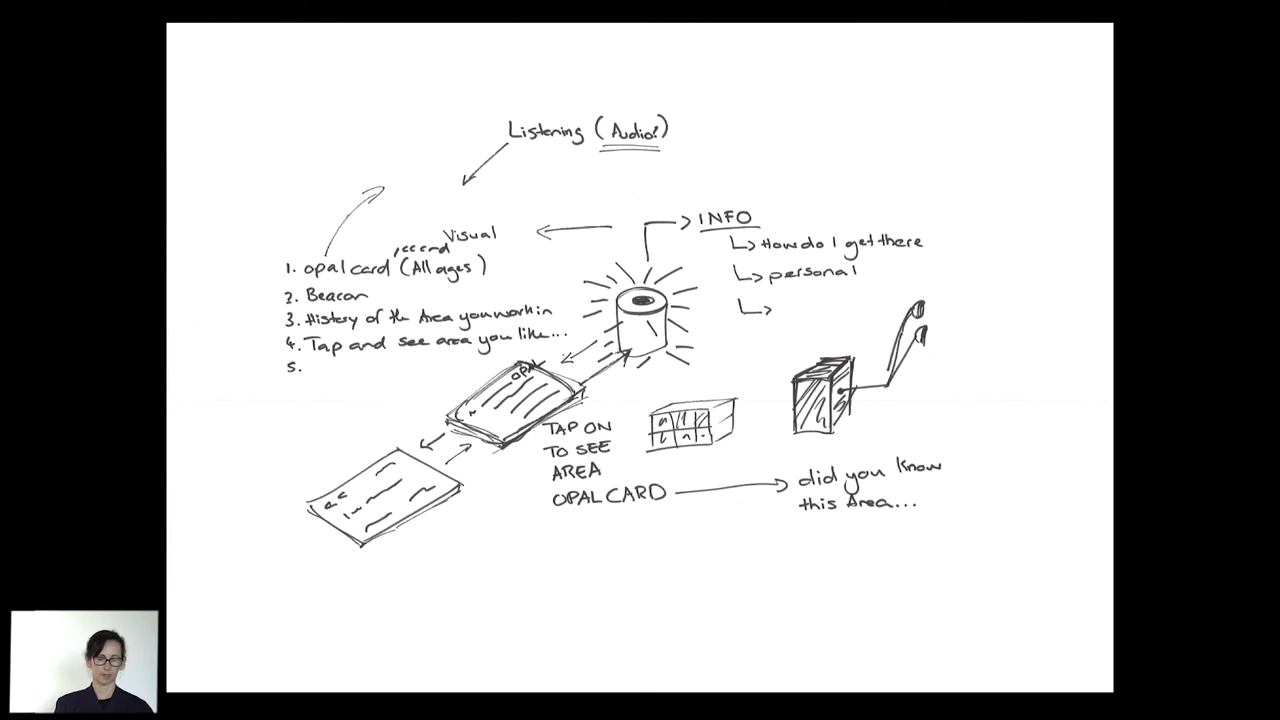 Listening (Audio?)
INFO
How do I get there
personal
Visual
record
1. opal card (All ages)
2. Beacon
3. History of the Area you work in
4. Tap and see area you like...
5.
OPAL
TAP ON
TO SEE
AREA
OPAL CARD
did you know
this Area...